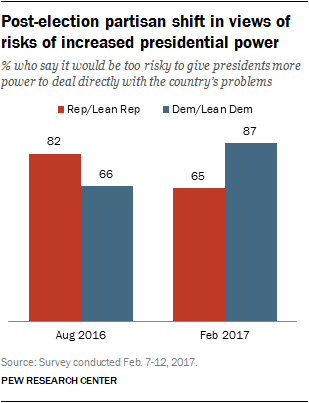 Post-election partisan shift in views of
risks of increased presidential power
% who say it would be too risky to give presidents more
power to deal directly with the country's problems
Rep/Lean Rep Dem/Lean Dem
82
66
65
87
Aug 2016
Feb 2017
Source: Survey conducted Feb. 7-12, 2017.
PEW RESEARCH CENTER